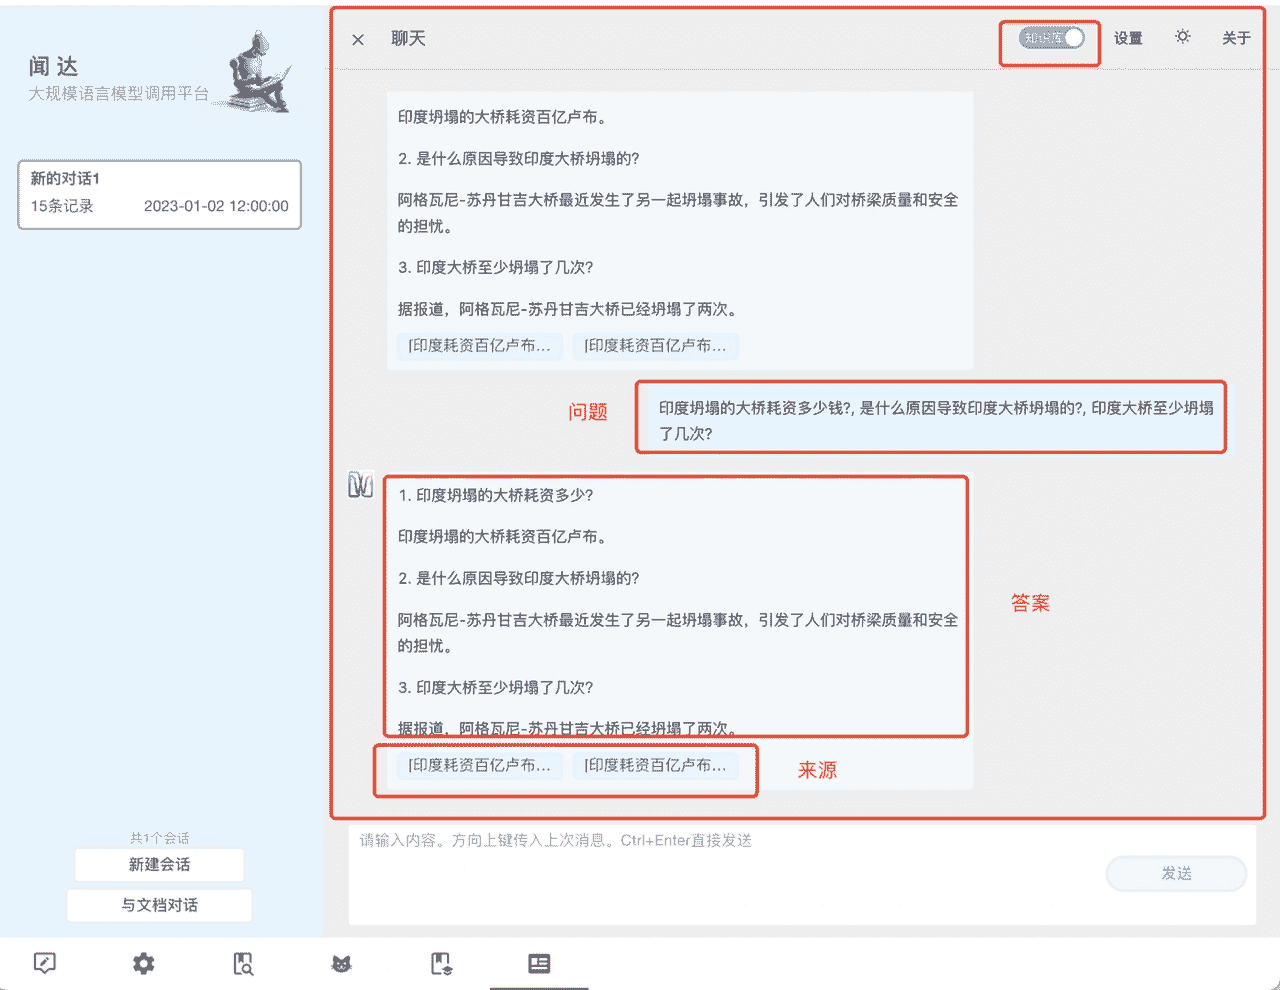 闻 达
大规模语言模型调用平台
新的对话1
15条记录 2023-01-02 12:00:00
共1个会话
新建会话
与文档对话
聊天
知识库
设置
关于
印度坍塌的大桥耗资百亿卢布。
2. 是什么原因导致印度大桥坍塌的?
阿格瓦尼-苏丹甘吉大桥最近发生了另一起坍塌事故，引发了人们对桥梁质量和安全
的担忧。
3. 印度大桥至少坍塌了几次?
据报道，阿格瓦尼-苏丹甘吉大桥已经坍塌了两次。
⌈印度耗资百亿卢布...
⌈印度耗资百亿卢布...
问题
印度坍塌的大桥耗资多少钱?, 是什么原因导致印度大桥坍塌的?, 印度大桥至少坍塌
了几次?
1. 印度坍塌的大桥耗资多少?
印度坍塌的大桥耗资百亿卢布。
2. 是什么原因导致印度大桥坍塌的?
阿格瓦尼-苏丹甘吉大桥最近发生了另一起坍塌事故，引发了人们对桥梁质量和安全
的担忧。
3. 印度大桥至少坍塌了几次?
据报道，阿格瓦尼-苏丹甘吉大桥已经坍塌了两次。
答案
⌈印度耗资百亿卢布...
⌈印度耗资百亿卢布...
来源
请输入内容。方向上键传入上次消息。Ctrl+Enter直接发送
发送